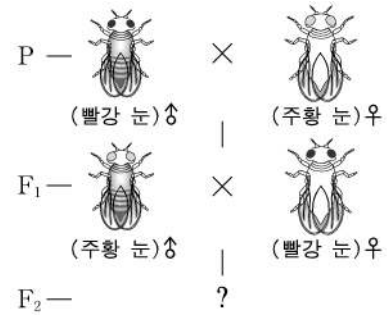 P — ×
(빨강 눈)♂ (주황 눈)♀
F₁ — ×
(주황 눈)♂ (빨강 눈)♀
F₂ — ?